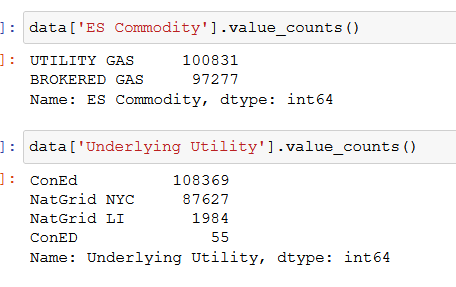 ]: data['ES Commodity'].value_counts()
]: UTILITY GAS     100831
BROKERED GAS     97277
Name: ES Commodity, dtype: int64
]: data['Underlying Utility'].value_counts()
]: ConEd          108369
NatGrid NYC     87627
NatGrid LI       1984
ConED              55
Name: Underlying Utility, dtype: int64